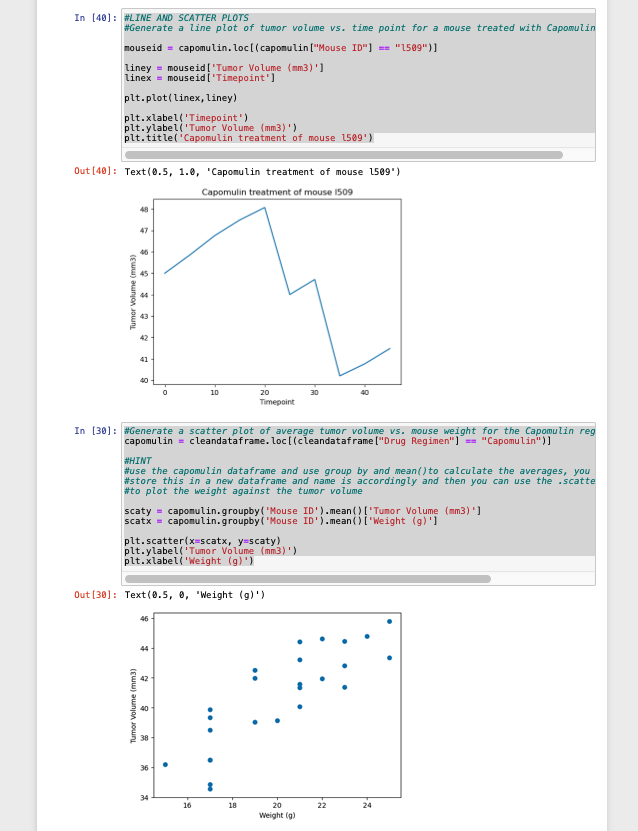 In [40]: #LINE AND SCATTER PLOTS
#Generate a line plot of tumor volume vs. time point for a mouse treated with Capomulin
mouseid = capomulin.loc[(capomulin["Mouse ID"] == "l509")]
liney = mouseid['Tumor Volume (mm3)']
linex = mouseid['Timepoint']
plt.plot(linex,liney)
plt.xlabel('Timepoint')
plt.ylabel('Tumor Volume (mm3)')
plt.title('Capomulin treatment of mouse l509')
Out[40]: Text(0.5, 1.0, 'Capomulin treatment of mouse l509')
Capomulin treatment of mouse l509
48
47
46
45
44
43
42
41
40
Tumor Volume (mm3)
0 10 20 30 40
Timepoint
In [30]: #Generate a scatter plot of average tumor volume vs. mouse weight for the Capomulin reg
capomulin = cleandataframe.loc[(cleandataframe["Drug Regimen"] == "Capomulin")]
#HINT
#use the capomulin dataframe and use group by and mean()to calculate the averages, you
#store this in a new dataframe and name is accordingly and then you can use the .scatte
#to plot the weight against the tumor volume
scaty = capomulin.groupby('Mouse ID').mean()['Tumor Volume (mm3)']
scatx = capomulin.groupby('Mouse ID').mean()['Weight (g)']
plt.scatter(x=scatx, y=scaty)
plt.ylabel('Tumor Volume (mm3)')
plt.xlabel('Weight (g)')
Out[30]: Text(0.5, 0, 'Weight (g)')
46
44
42
40
38
36
34
Tumor Volume (mm3)
16 18 20 22 24
Weight (g)